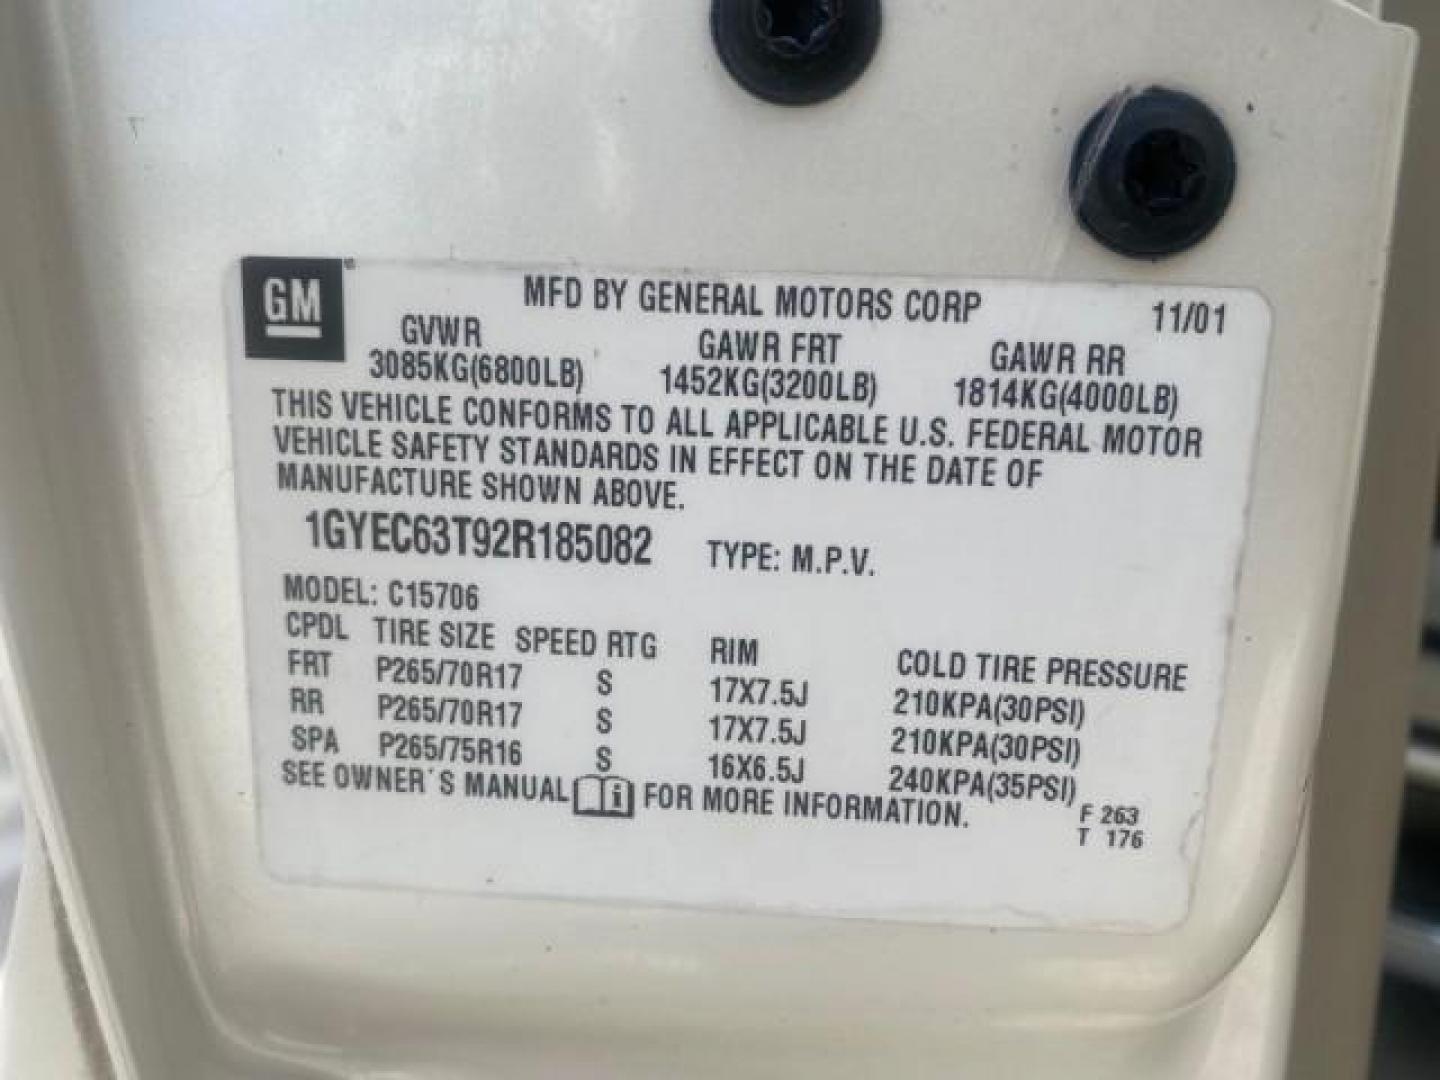 GM
MFD BY GENERAL MOTORS CORP 11/01
GVWR GAWR FRT GAWR RR
3085KG(6800LB) 1452KG(3200LB) 1814KG(4000LB)
THIS VEHICLE CONFORMS TO ALL APPLICABLE U.S. FEDERAL MOTOR
VEHICLE SAFETY STANDARDS IN EFFECT ON THE DATE OF
MANUFACTURE SHOWN ABOVE.
1GYEC63T92R185082 TYPE: M.P.V.
MODEL: C15706
CPDL TIRE SIZE SPEED RTG RIM COLD TIRE PRESSURE
FRT P265/70R17 S 17X7.5J 210KPA(30PSI)
RR P265/70R17 S 17X7.5J 210KPA(30PSI)
SPA P265/75R16 S 16X6.5J 240KPA(35PSI)
SEE OWNER'S MANUAL i FOR MORE INFORMATION.
F 263
T 176